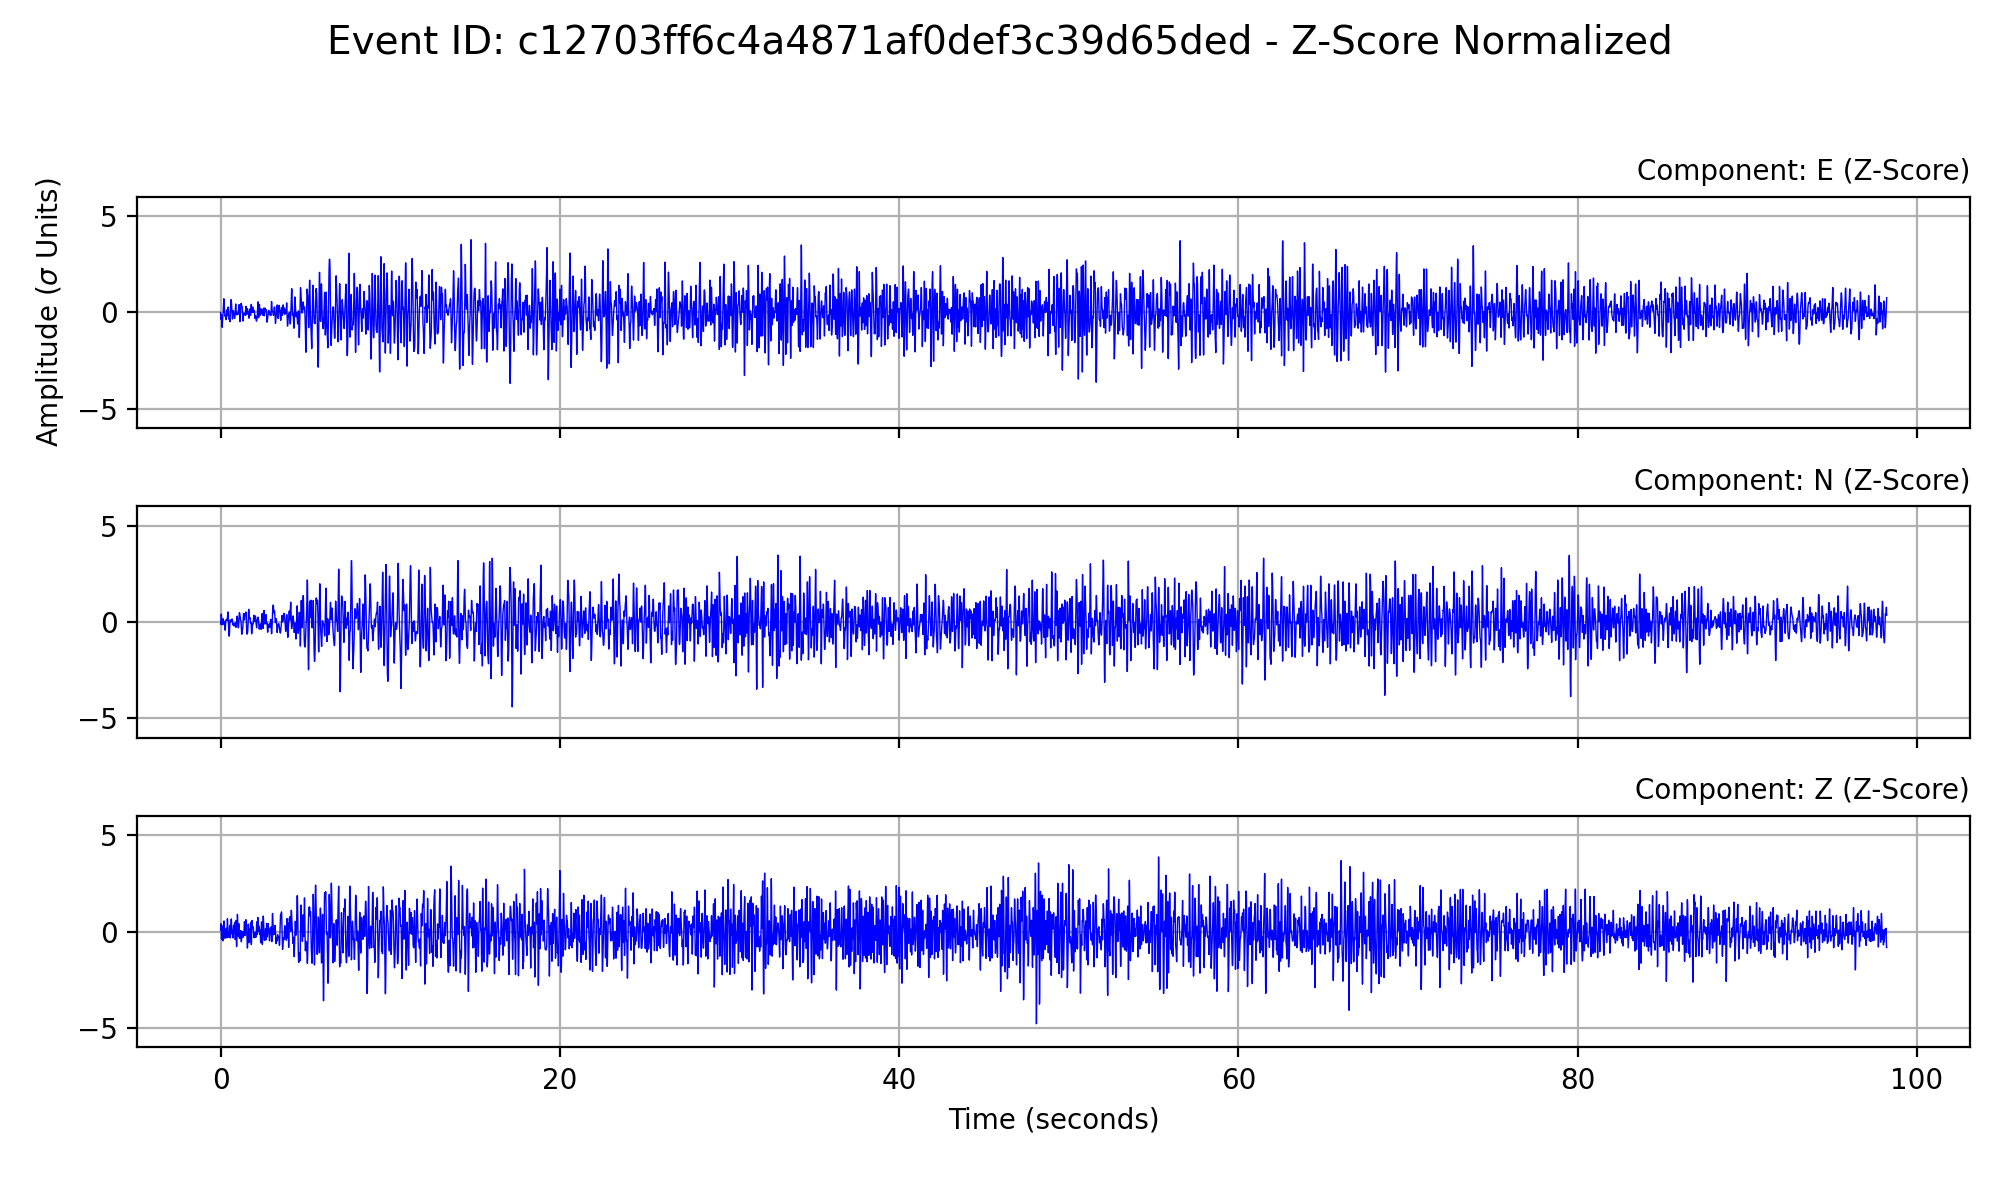 Event ID: c12703ff6c4a4871af0def3c39d65ded - Z-Score Normalized
Component: E (Z-Score)
Amplitude (σ Units)
5
0
−5
Component: N (Z-Score)
5
0
−5
Component: Z (Z-Score)
5
0
−5
0 20 40 60 80 100
Time (seconds)